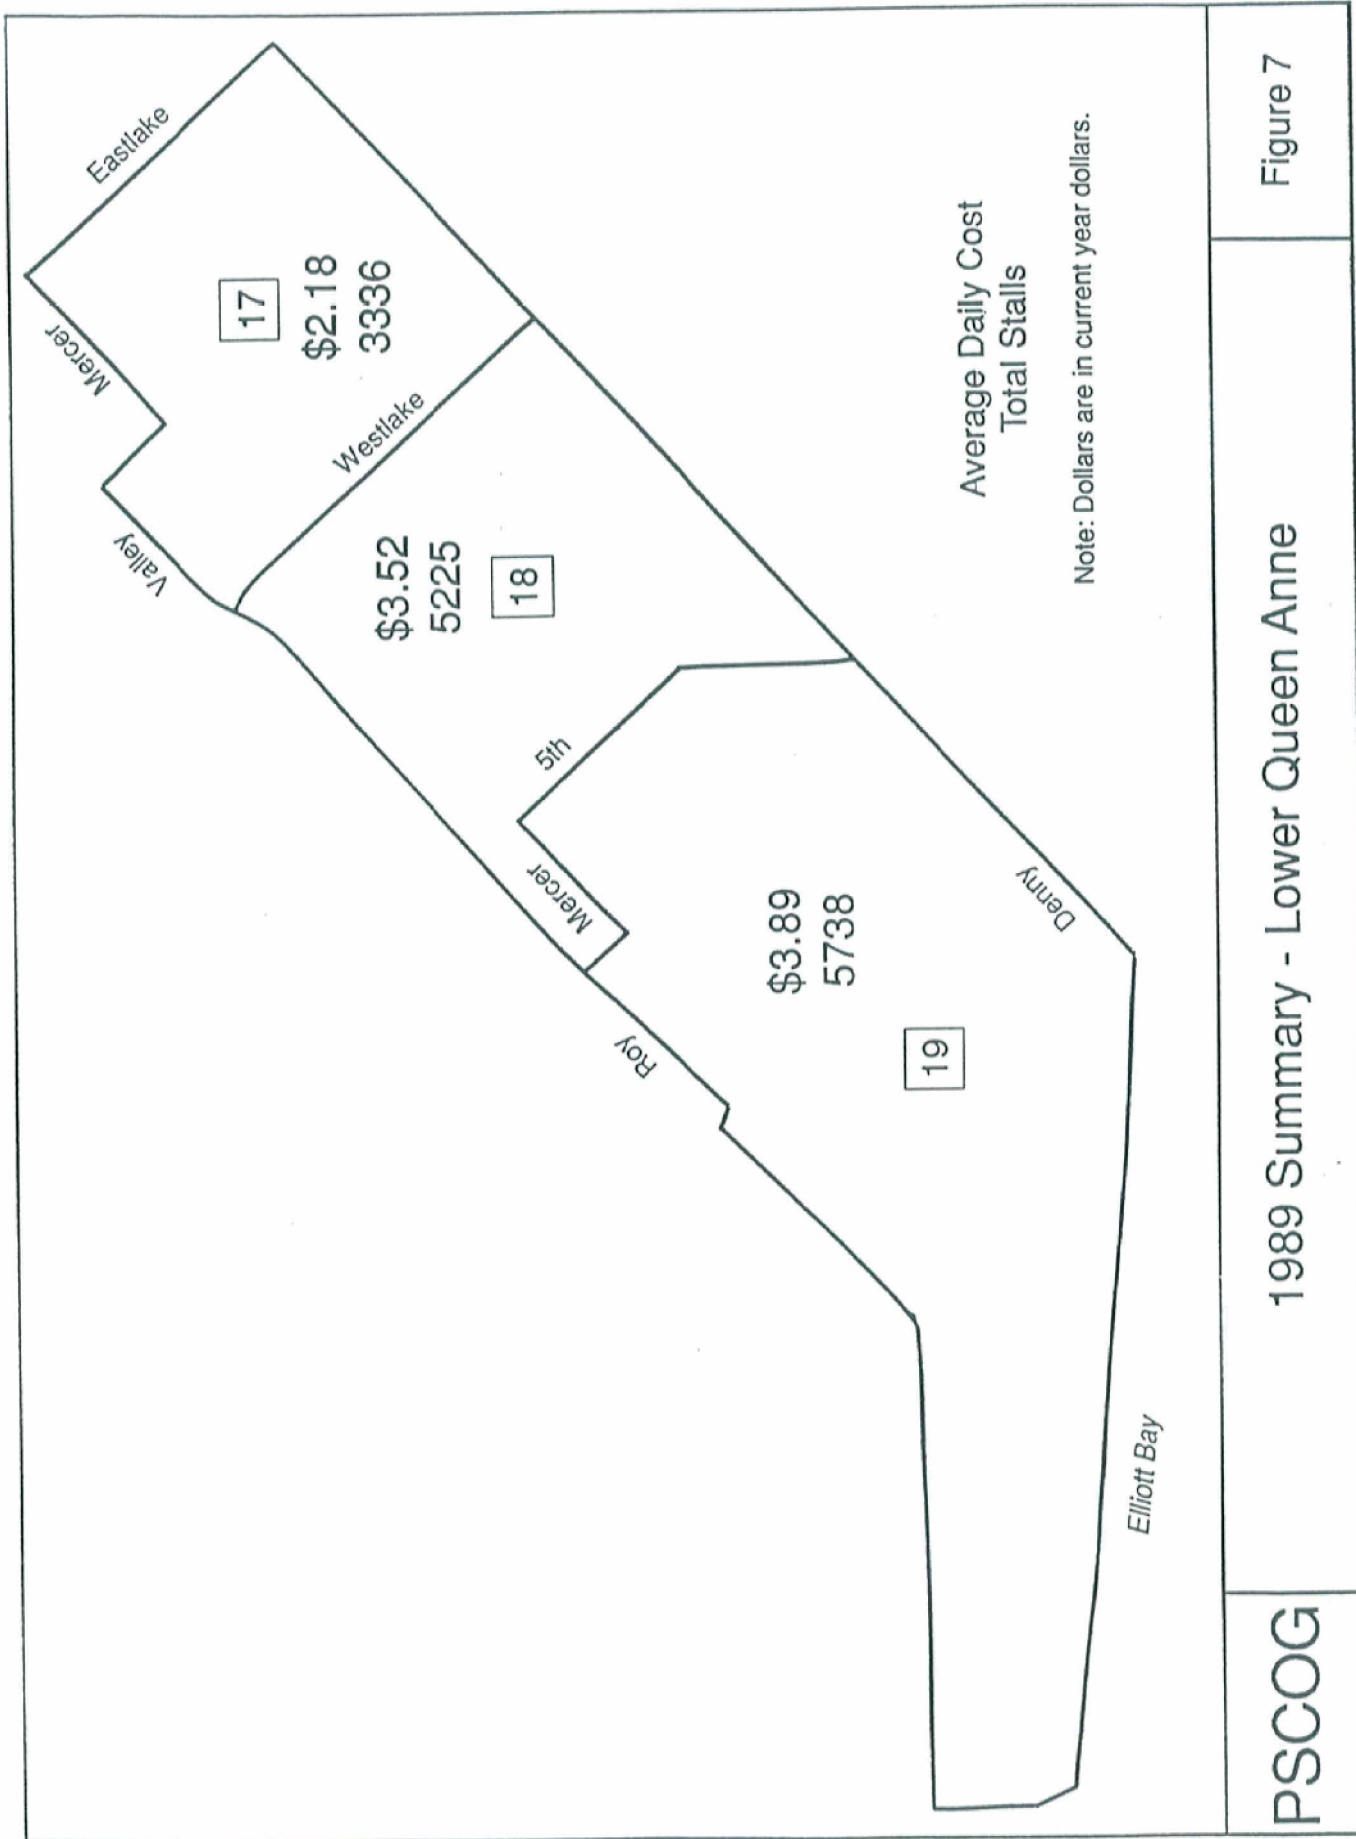 Eastlake
Mercer
17
$2.18
3336
Valley
Westlake
$3.52
5225
18
5th
Mercer
$3.89
5738
19
Roy
Denny
Elliott Bay
Average Daily Cost
Total Stalls
Note: Dollars are in current year dollars.
PSCOG
1989 Summary - Lower Queen Anne
Figure 7